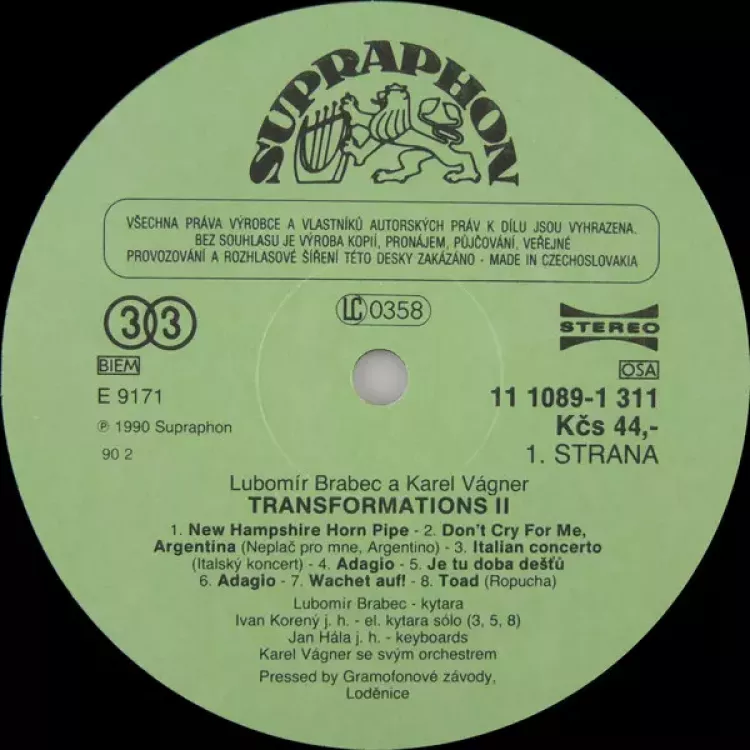 SUPRAPHON
VŠECHNA PRÁVA VÝROBCE A VLASTNÍKŮ AUTORSKÝCH PRÁV K DÍLU JSOU VYHRAZENA.
BEZ SOUHLASU JE VÝROBA KOPIÍ, PRONÁJEM, PŮJČOVÁNÍ, VEŘEJNÉ
PROVOZOVÁNÍ A ROZHLASOVÉ ŠÍŘENÍ TÉTO DESKY ZAKÁZÁNO - MADE IN CZECHOSLOVAKIA
33
LC 0358
STEREO
BIEM
OSA
E 9171
11 1089-1 311
℗ 1990 Supraphon
Kčs 44,-
90 2
1. STRANA
Lubomír Brabec a Karel Vágner
TRANSFORMATIONS II
1. New Hampshire Horn Pipe - 2. Don't Cry For Me,
Argentina (Neplač pro mne, Argentino) - 3. Italian concerto
(Italský koncert) - 4. Adagio - 5. Je tu doba dešťů
6. Adagio - 7. Wachet auf! - 8. Toad (Ropucha)
Lubomír Brabec - kytara
Ivan Korený j. h. - el. kytara sólo (3, 5, 8)
Jan Hála j. h. - keyboards
Karel Vágner se svým orchestrem
Pressed by Gramofonové závody,
Loděnice